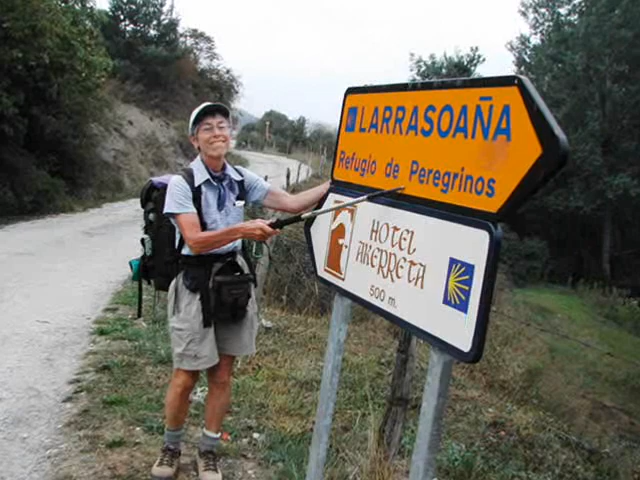 LARRASOAÑA
Refugio de Peregrinos
HOTEL
AKERRETA
500 m.